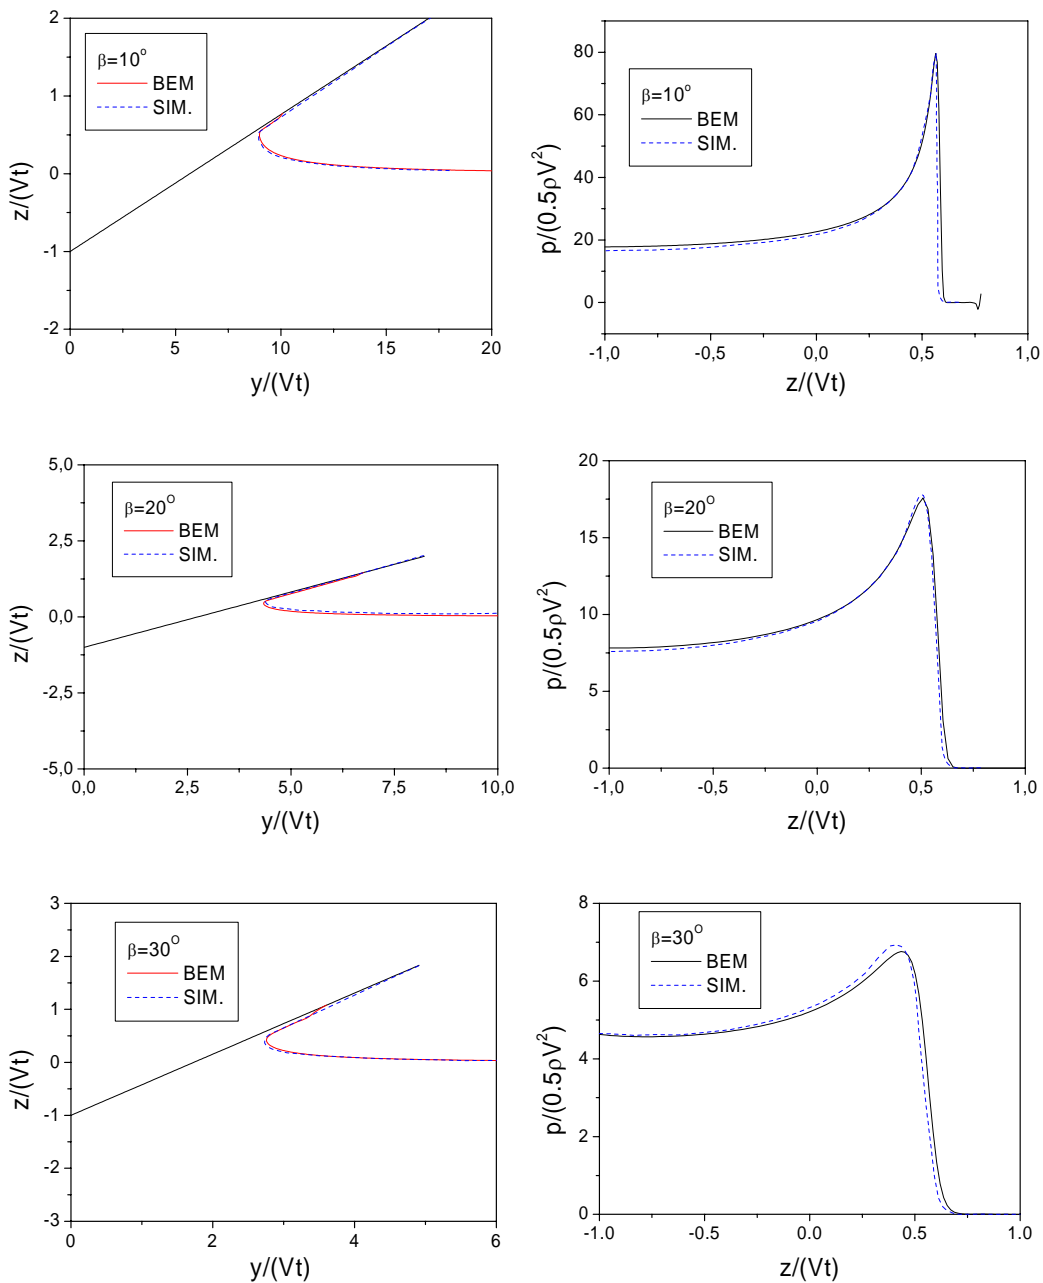 2
1
0
-1
-2
z/(Vt)
β=10°
BEM
SIM.
0 5 10 15 20
y/(Vt)
80
60
40
20
0
p/(0.5ρV²)
β=10°
BEM
SIM.
-1,0 -0,5 0,0 0,5 1,0
z/(Vt)
5,0
2,5
0,0
-2,5
-5,0
z/(Vt)
β=20°
BEM
SIM.
0,0 2,5 5,0 7,5 10,0
y/(Vt)
20
15
10
5
0
p/(0.5ρV²)
β=20°
BEM
SIM.
-1,0 -0,5 0,0 0,5 1,0
z/(Vt)
3
2
1
0
-1
-2
-3
z/(Vt)
β=30°
BEM
SIM.
0 2 4 6
y/(Vt)
8
6
4
2
0
p/(0.5ρV²)
β=30°
BEM
SIM.
-1.0 -0.5 0.0 0.5 1.0
z/(Vt)